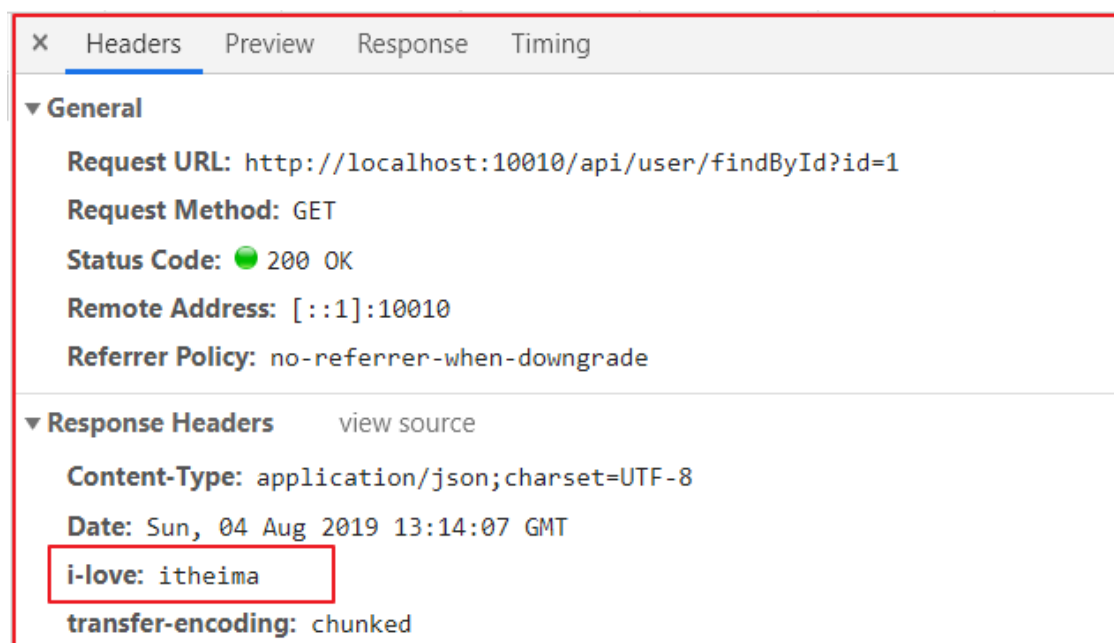 × Headers Preview Response Timing
▼ General
Request URL: http://localhost:10010/api/user/findById?id=1
Request Method: GET
Status Code: 200 OK
Remote Address: [::1]:10010
Referrer Policy: no-referrer-when-downgrade
▼ Response Headers view source
Content-Type: application/json;charset=UTF-8
Date: Sun, 04 Aug 2019 13:14:07 GMT
i-love: itheima
transfer-encoding: chunked